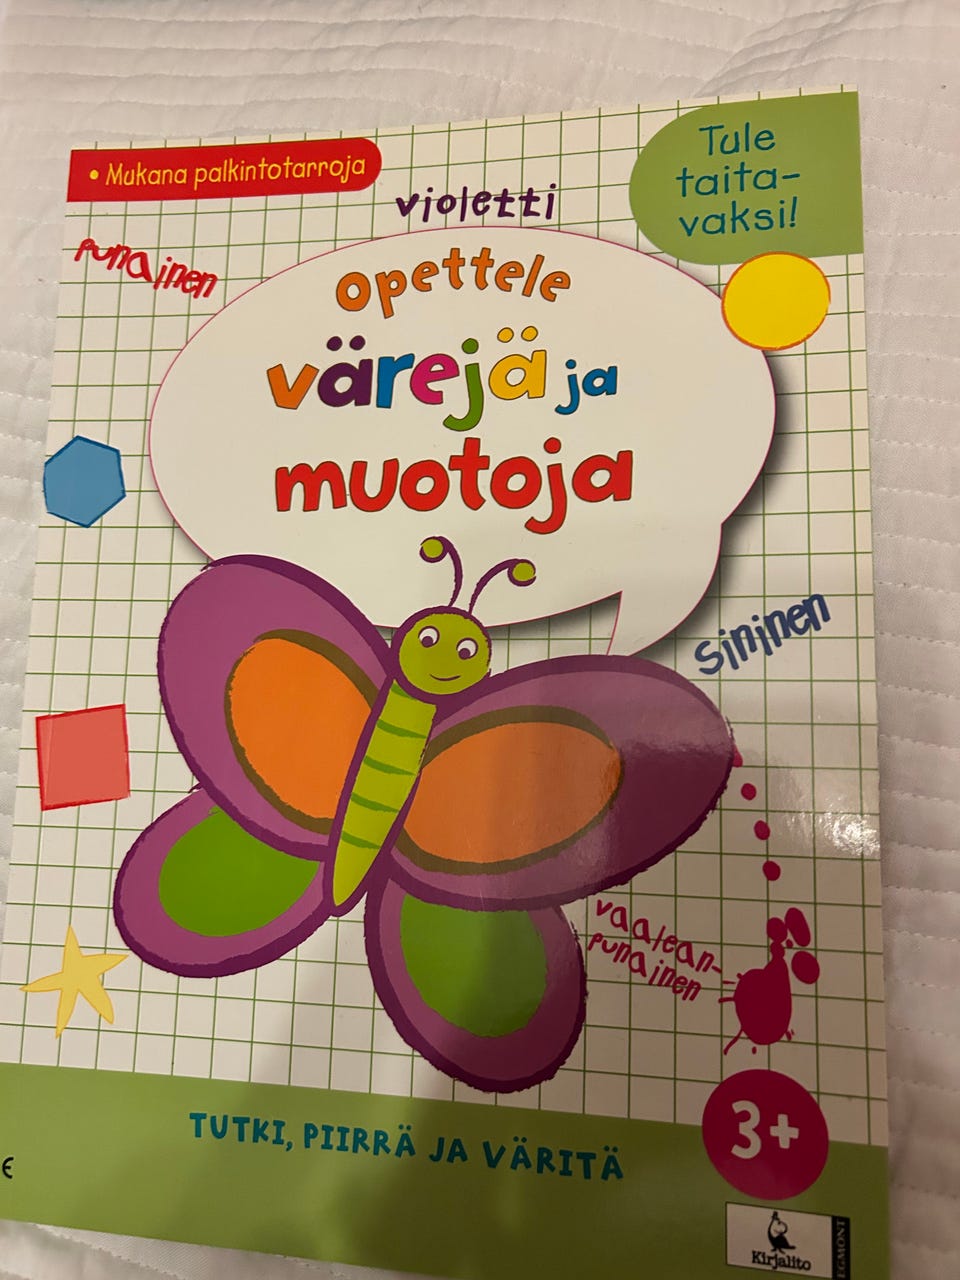 • Mukana palkintotarroja
Tule
taita-
vaksi!
violetti
punainen
Opettele
värejä ja
muotoja
sininen
vaalean-
punainen
3+
TUTKI, PIIRRÄ JA VÄRITÄ
€
Kirjalito
EGMONT